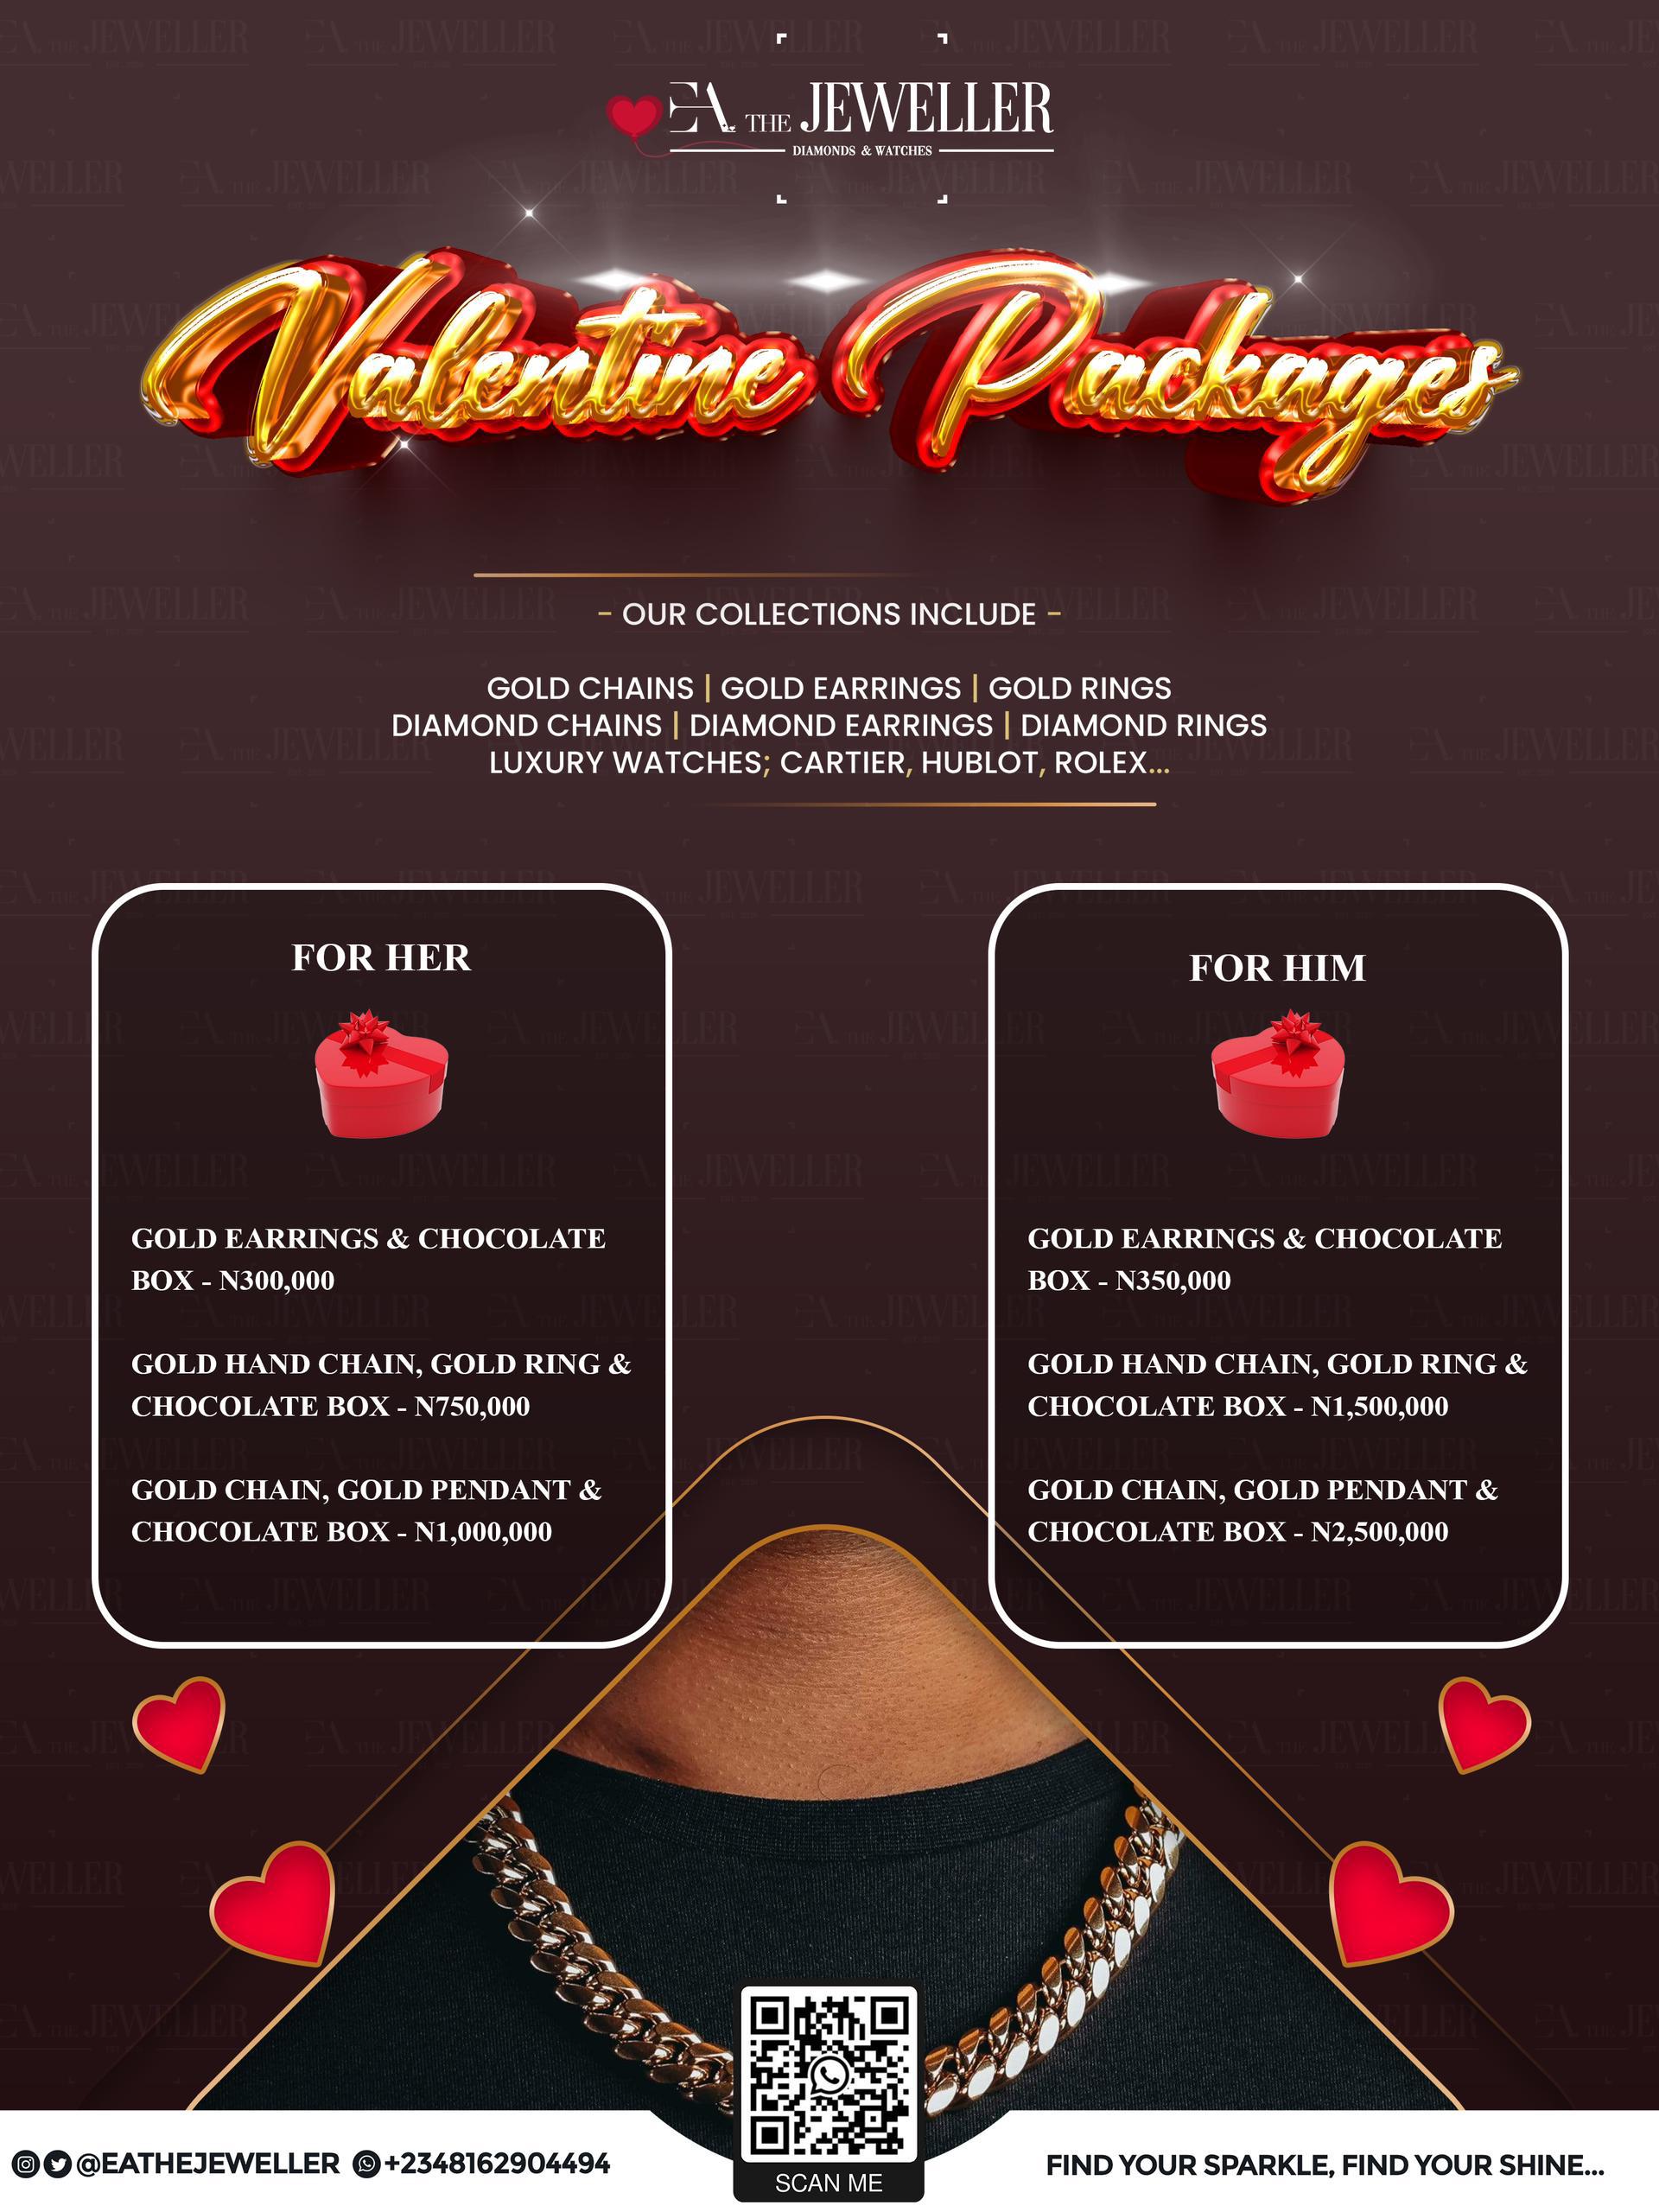 EA THE JEWELLER
DIAMONDS & WATCHES
Valentine Packages
- OUR COLLECTIONS INCLUDE -
GOLD CHAINS | GOLD EARRINGS | GOLD RINGS
DIAMOND CHAINS | DIAMOND EARRINGS | DIAMOND RINGS
LUXURY WATCHES; CARTIER, HUBLOT, ROLEX...
FOR HER
GOLD EARRINGS & CHOCOLATE
BOX - N300,000
GOLD HAND CHAIN, GOLD RING &
CHOCOLATE BOX - N750,000
GOLD CHAIN, GOLD PENDANT &
CHOCOLATE BOX - N1,000,000
FOR HIM
GOLD EARRINGS & CHOCOLATE
BOX - N350,000
GOLD HAND CHAIN, GOLD RING &
CHOCOLATE BOX - N1,500,000
GOLD CHAIN, GOLD PENDANT &
CHOCOLATE BOX - N2,500,000
@EATHEJEWELLER +2348162904494
SCAN ME
FIND YOUR SPARKLE, FIND YOUR SHINE...